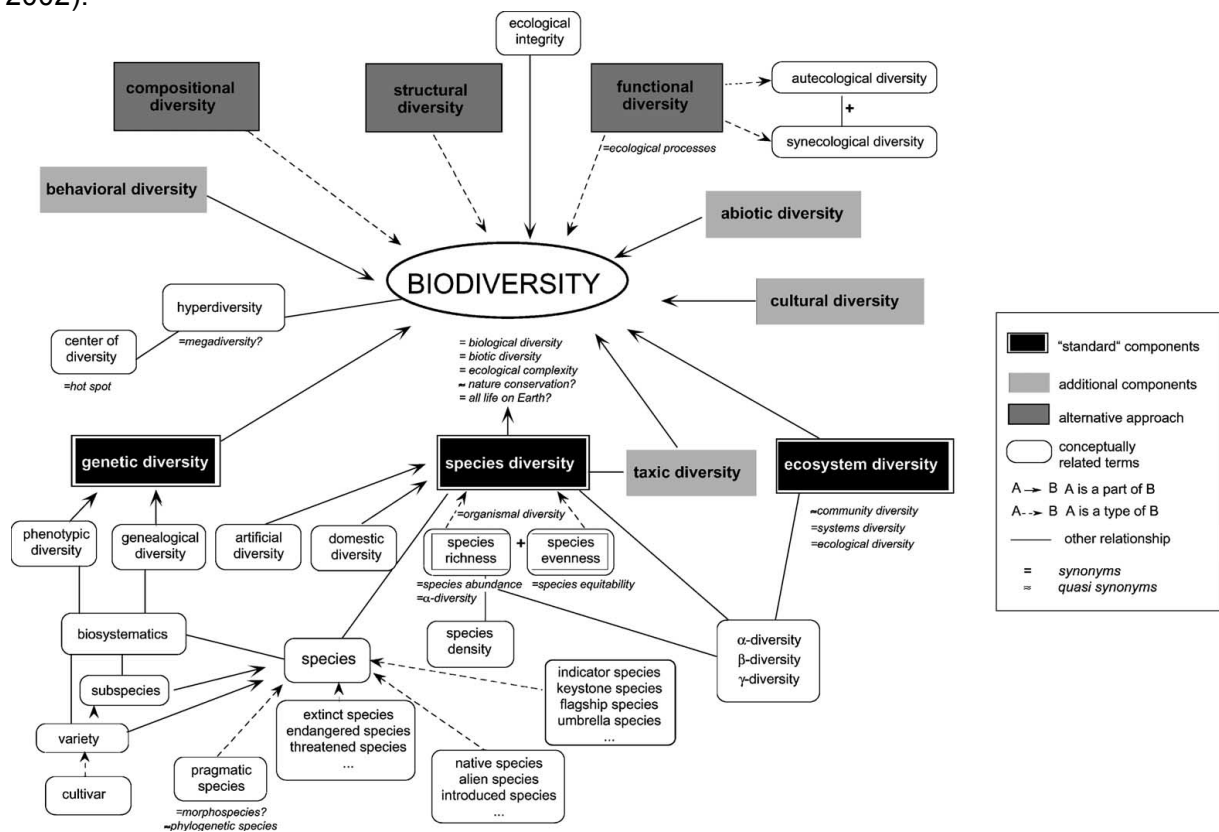 2002).
ecological
integrity
compositional
diversity
structural
diversity
functional
diversity
=ecological processes
autecological diversity
+
synecological diversity
behavioral diversity
abiotic diversity
BIODIVERSITY
cultural diversity
hyperdiversity
=megadiversity?
center of
diversity
=hot spot
= biological diversity
= biotic diversity
= ecological complexity
≈ nature conservation?
= all life on Earth?
genetic diversity
species diversity
taxic diversity
ecosystem diversity
≈community diversity
=systems diversity
=ecological diversity
phenotypic
diversity
genealogical
diversity
artificial
diversity
domestic
diversity
=organismal diversity
species
richness
+
species
evenness
=species abundance
=α-diversity
=species equitability
species
density
α-diversity
β-diversity
γ-diversity
biosystematics
subspecies
variety
cultivar
species
pragmatic
species
=morphospecies?
≈phylogenetic species
extinct species
endangered species
threatened species
...
native species
alien species
introduced species
...
indicator species
keystone species
flagship species
umbrella species
...
"standard" components
additional components
alternative approach
conceptually
related terms
A → B A is a part of B
A --➔ B A is a type of B
other relationship
= synonyms
≈ quasi synonyms